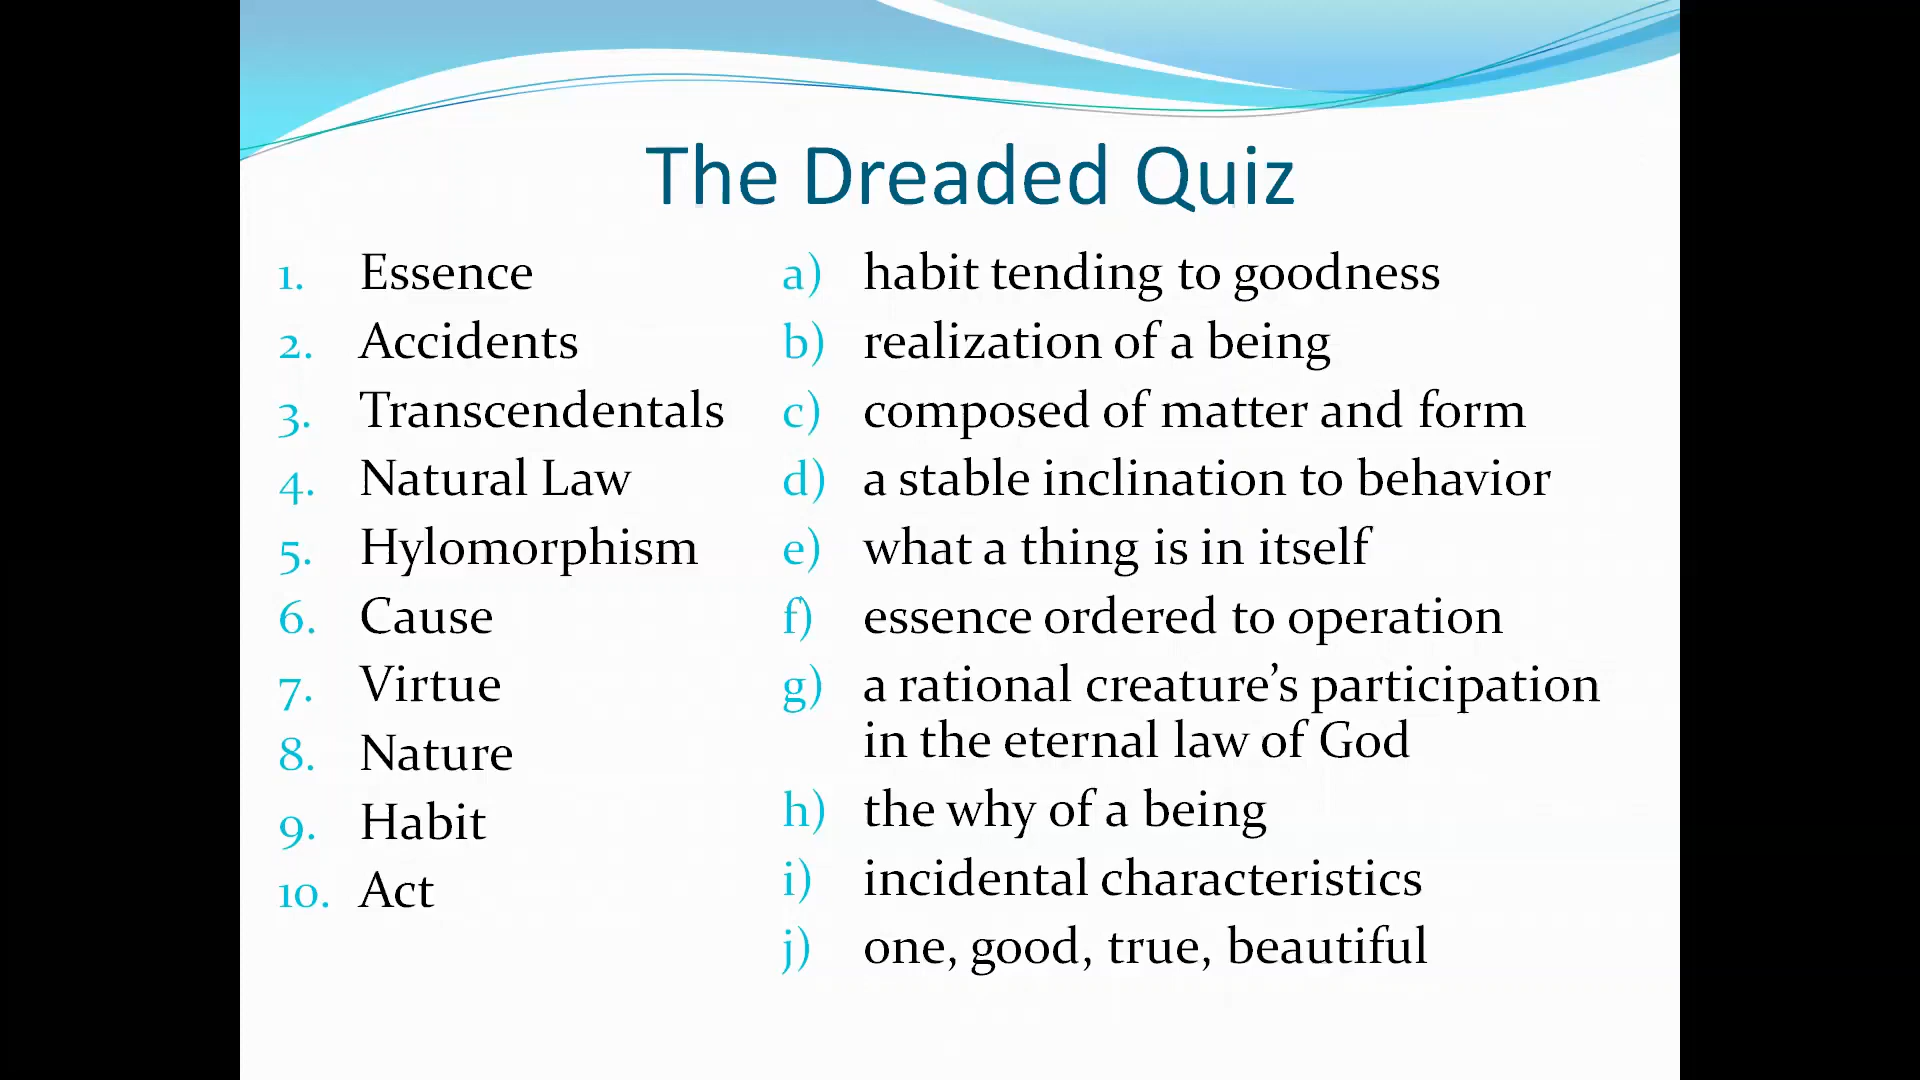 The Dreaded Quiz
1. Essence
2. Accidents
3. Transcendentals
4. Natural Law
5. Hylomorphism
6. Cause
7. Virtue
8. Nature
9. Habit
10. Act
a) habit tending to goodness
b) realization of a being
c) composed of matter and form
d) a stable inclination to behavior
e) what a thing is in itself
f) essence ordered to operation
g) a rational creature’s participation
in the eternal law of God
h) the why of a being
i) incidental characteristics
j) one, good, true, beautiful